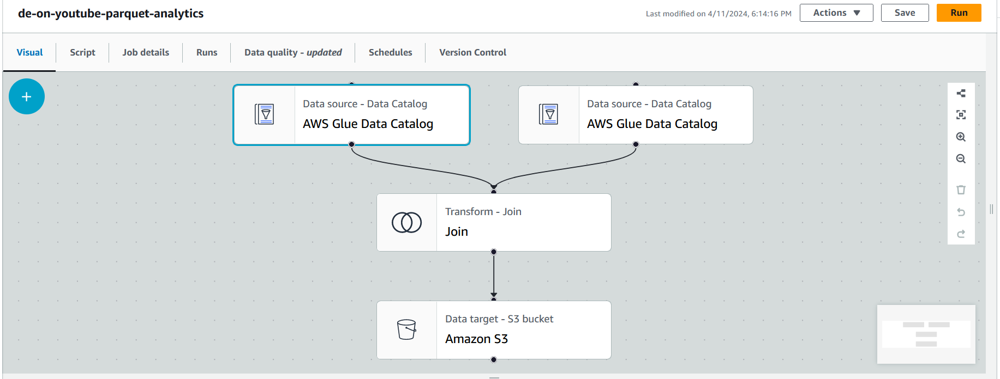 de-on-youtube-parquet-analytics
Last modified on 4/11/2024, 6:14:16 PM
Actions
Save
Run
Visual
Script
Job details
Runs
Data quality - updated
Schedules
Version Control
Data source - Data Catalog
AWS Glue Data Catalog
Data source - Data Catalog
AWS Glue Data Catalog
Transform - Join
Join
Data target - S3 bucket
Amazon S3